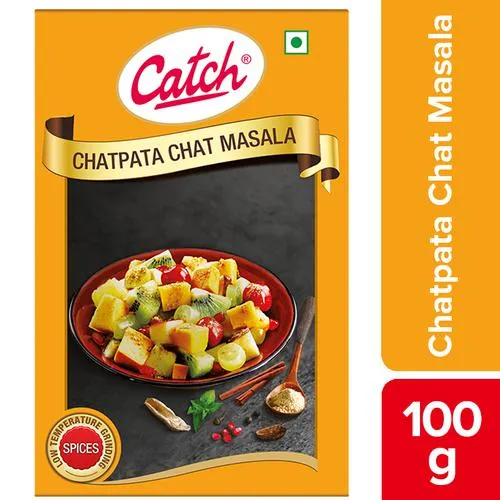 Catch®
CHATPATA CHAT MASALA
LOW TEMPERATURE GRINDING
SPICES
Chatpata Chat Masala
100
g